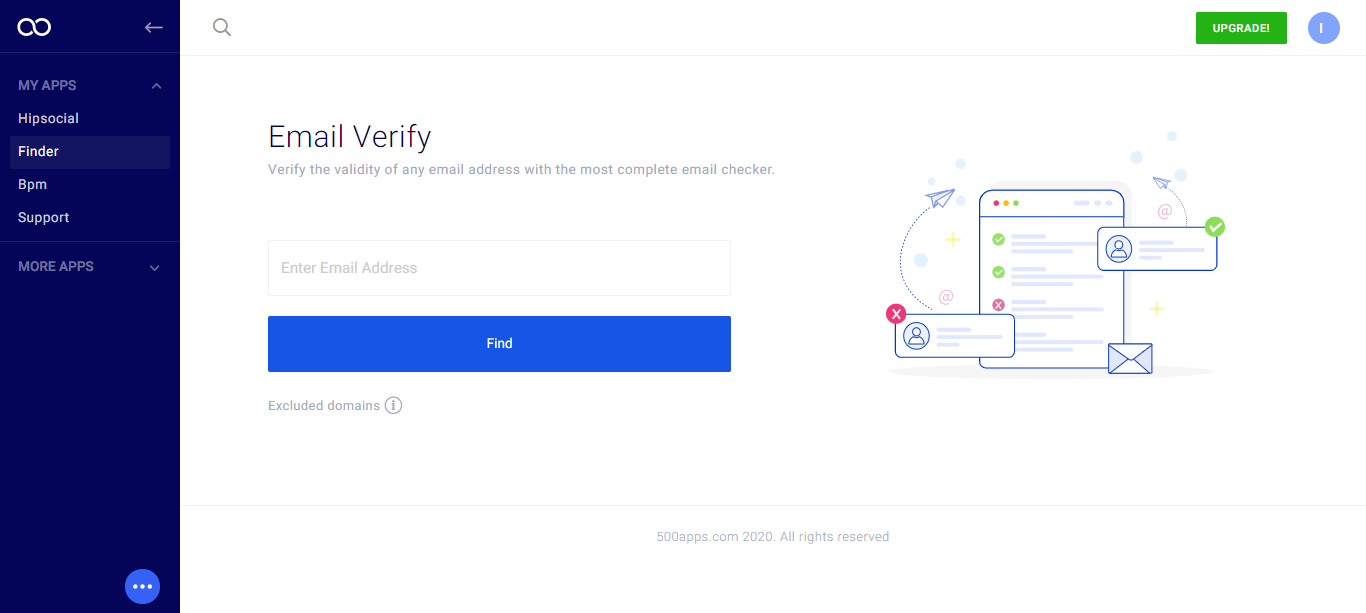 UPGRADE!
I
MY APPS
Hipsocial
Finder
Bpm
Support
MORE APPS
Email Verify
Verify the validity of any email address with the most complete email checker.
Enter Email Address
Find
Excluded domains i
@
@
X
X
500apps.com 2020. All rights reserved